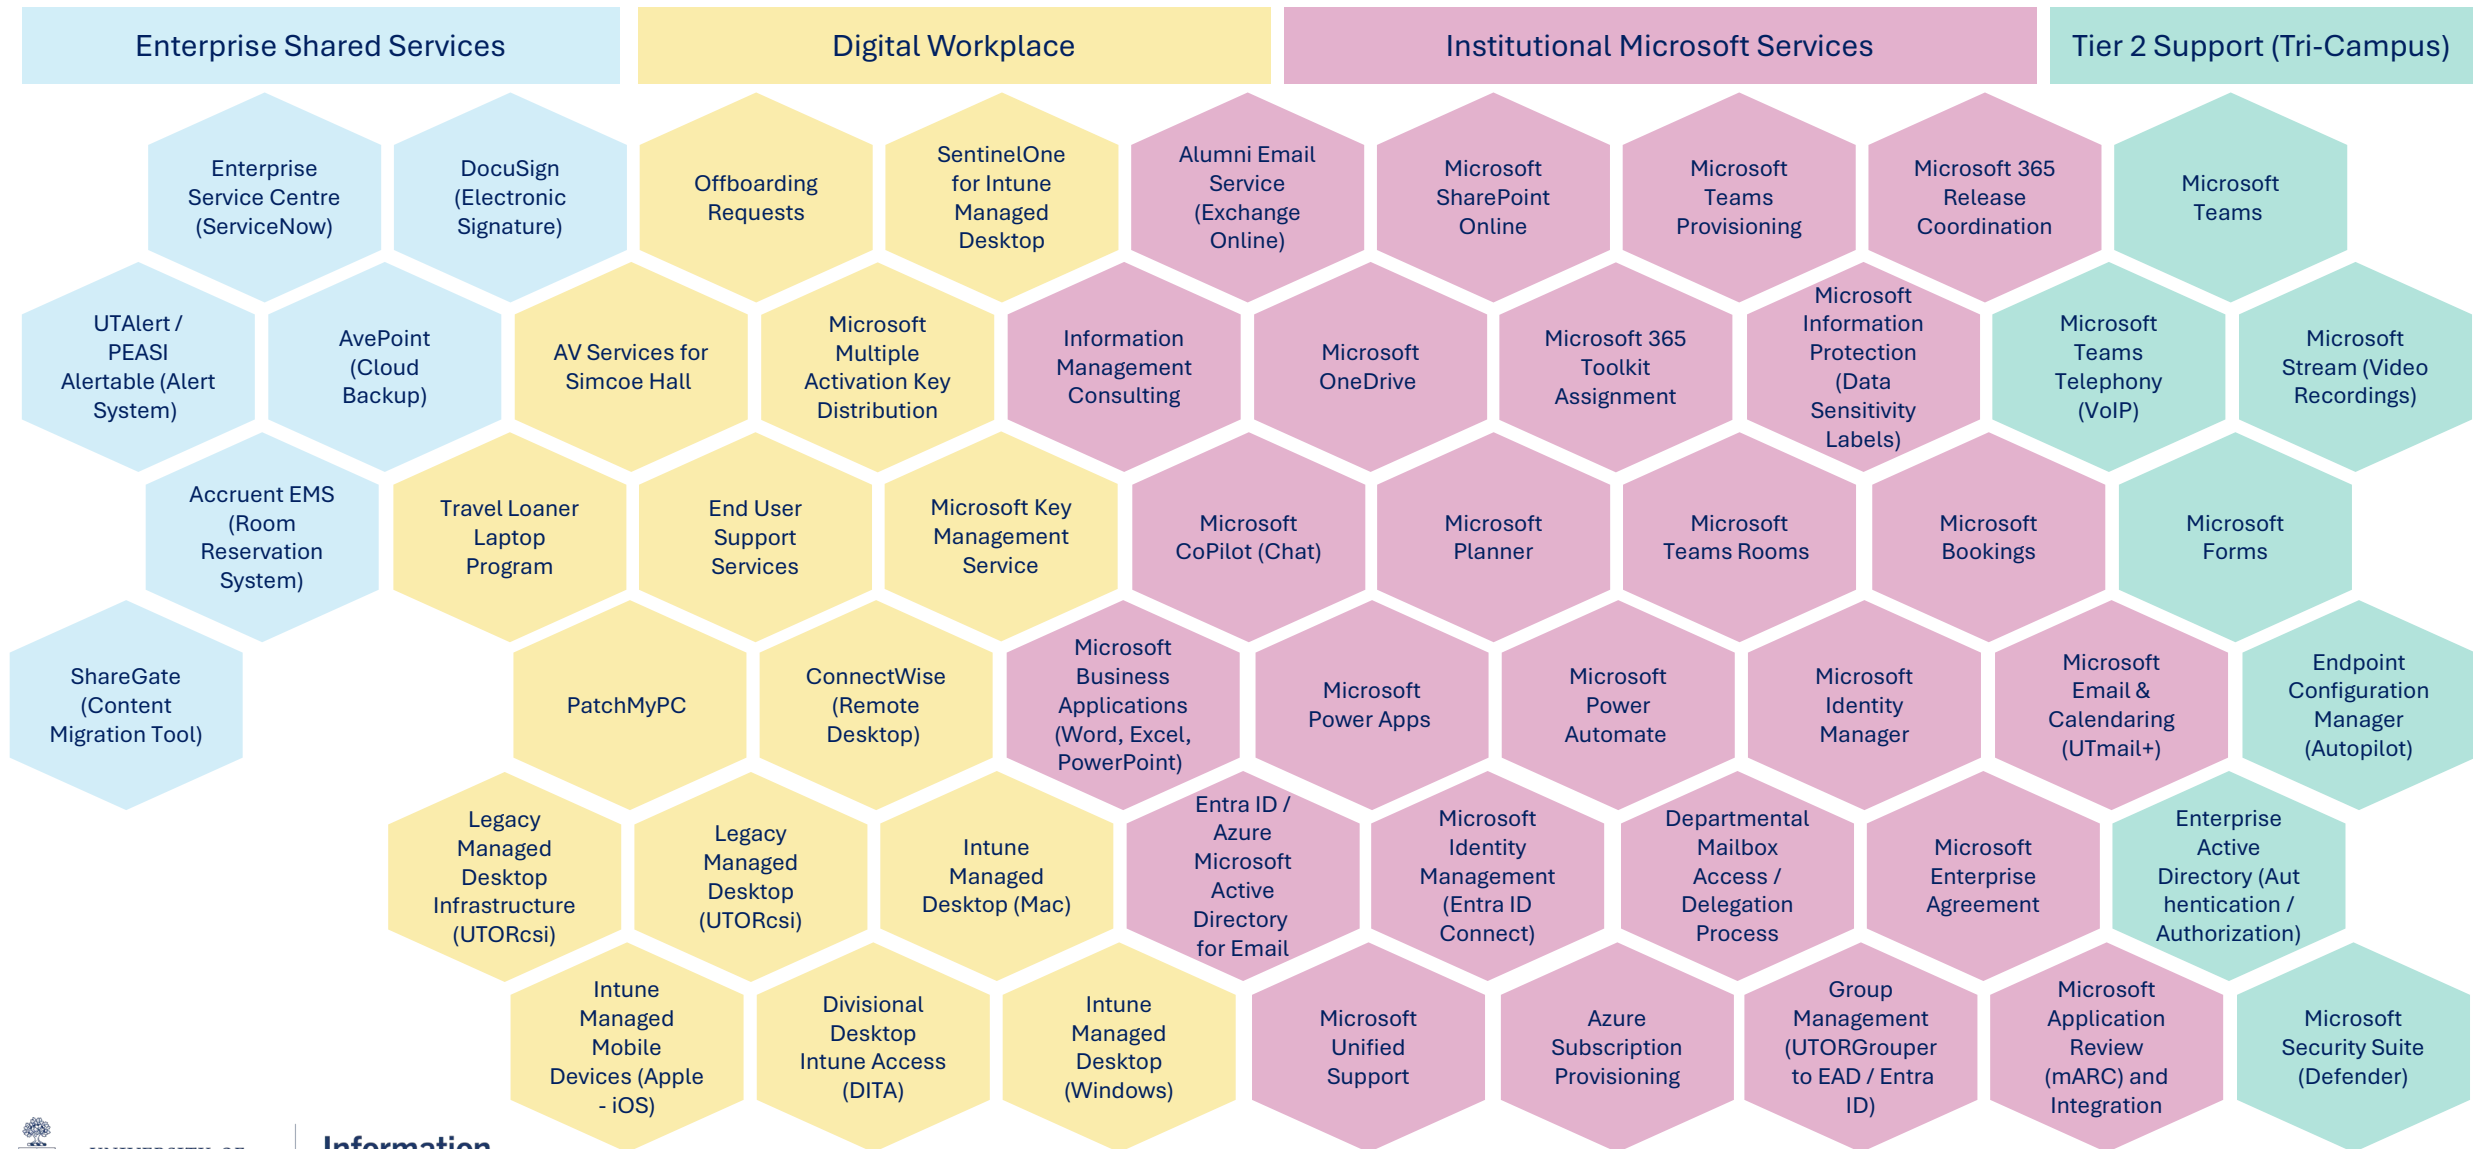 Enterprise Shared Services
Digital Workplace
Institutional Microsoft Services
Tier 2 Support (Tri-Campus)
Enterprise
Service Centre
(ServiceNow)
DocuSign
(Electronic
Signature)
Offboarding
Requests
SentinelOne
for Intune
Managed
Desktop
Alumni Email
Service
(Exchange
Online)
Microsoft
SharePoint
Online
Microsoft
Teams
Provisioning
Microsoft 365
Release
Coordination
Microsoft
Teams
UTAlert /
PEASI
Alertable (Alert
System)
AvePoint
(Cloud
Backup)
AV Services for
Simcoe Hall
Microsoft
Multiple
Activation Key
Distribution
Information
Management
Consulting
Microsoft
OneDrive
Microsoft 365
Toolkit
Assignment
Microsoft
Information
Protection
(Data
Sensitivity
Labels)
Microsoft
Teams
Telephony
(VoIP)
Microsoft
Stream (Video
Recordings)
Accruent EMS
(Room
Reservation
System)
Travel Loaner
Laptop
Program
End User
Support
Services
Microsoft Key
Management
Service
Microsoft
CoPilot (Chat)
Microsoft
Planner
Microsoft
Teams Rooms
Microsoft
Bookings
Microsoft
Forms
ShareGate
(Content
Migration Tool)
PatchMyPC
ConnectWise
(Remote
Desktop)
Microsoft
Business
Applications
(Word, Excel,
PowerPoint)
Microsoft
Power Apps
Microsoft
Power
Automate
Microsoft
Identity
Manager
Microsoft
Email &
Calendaring
(UTmail+)
Endpoint
Configuration
Manager
(Autopilot)
Legacy
Managed
Desktop
Infrastructure
(UTORcsi)
Legacy
Managed
Desktop
(UTORcsi)
Intune
Managed
Desktop (Mac)
Entra ID /
Azure
Microsoft
Active
Directory
for Email
Microsoft
Identity
Management
(Entra ID
Connect)
Departmental
Mailbox
Access /
Delegation
Process
Microsoft
Enterprise
Agreement
Enterprise
Active
Directory (Aut
hentication /
Authorization)
Intune
Managed
Mobile
Devices (Apple
- iOS)
Divisional
Desktop
Intune Access
(DITA)
Intune
Managed
Desktop
(Windows)
Microsoft
Unified
Support
Azure
Subscription
Provisioning
Group
Management
(UTORGrouper
to EAD / Entra
ID)
Microsoft
Application
Review
(mARC) and
Integration
Microsoft
Security Suite
(Defender)
UNIVERSITY OF
Information